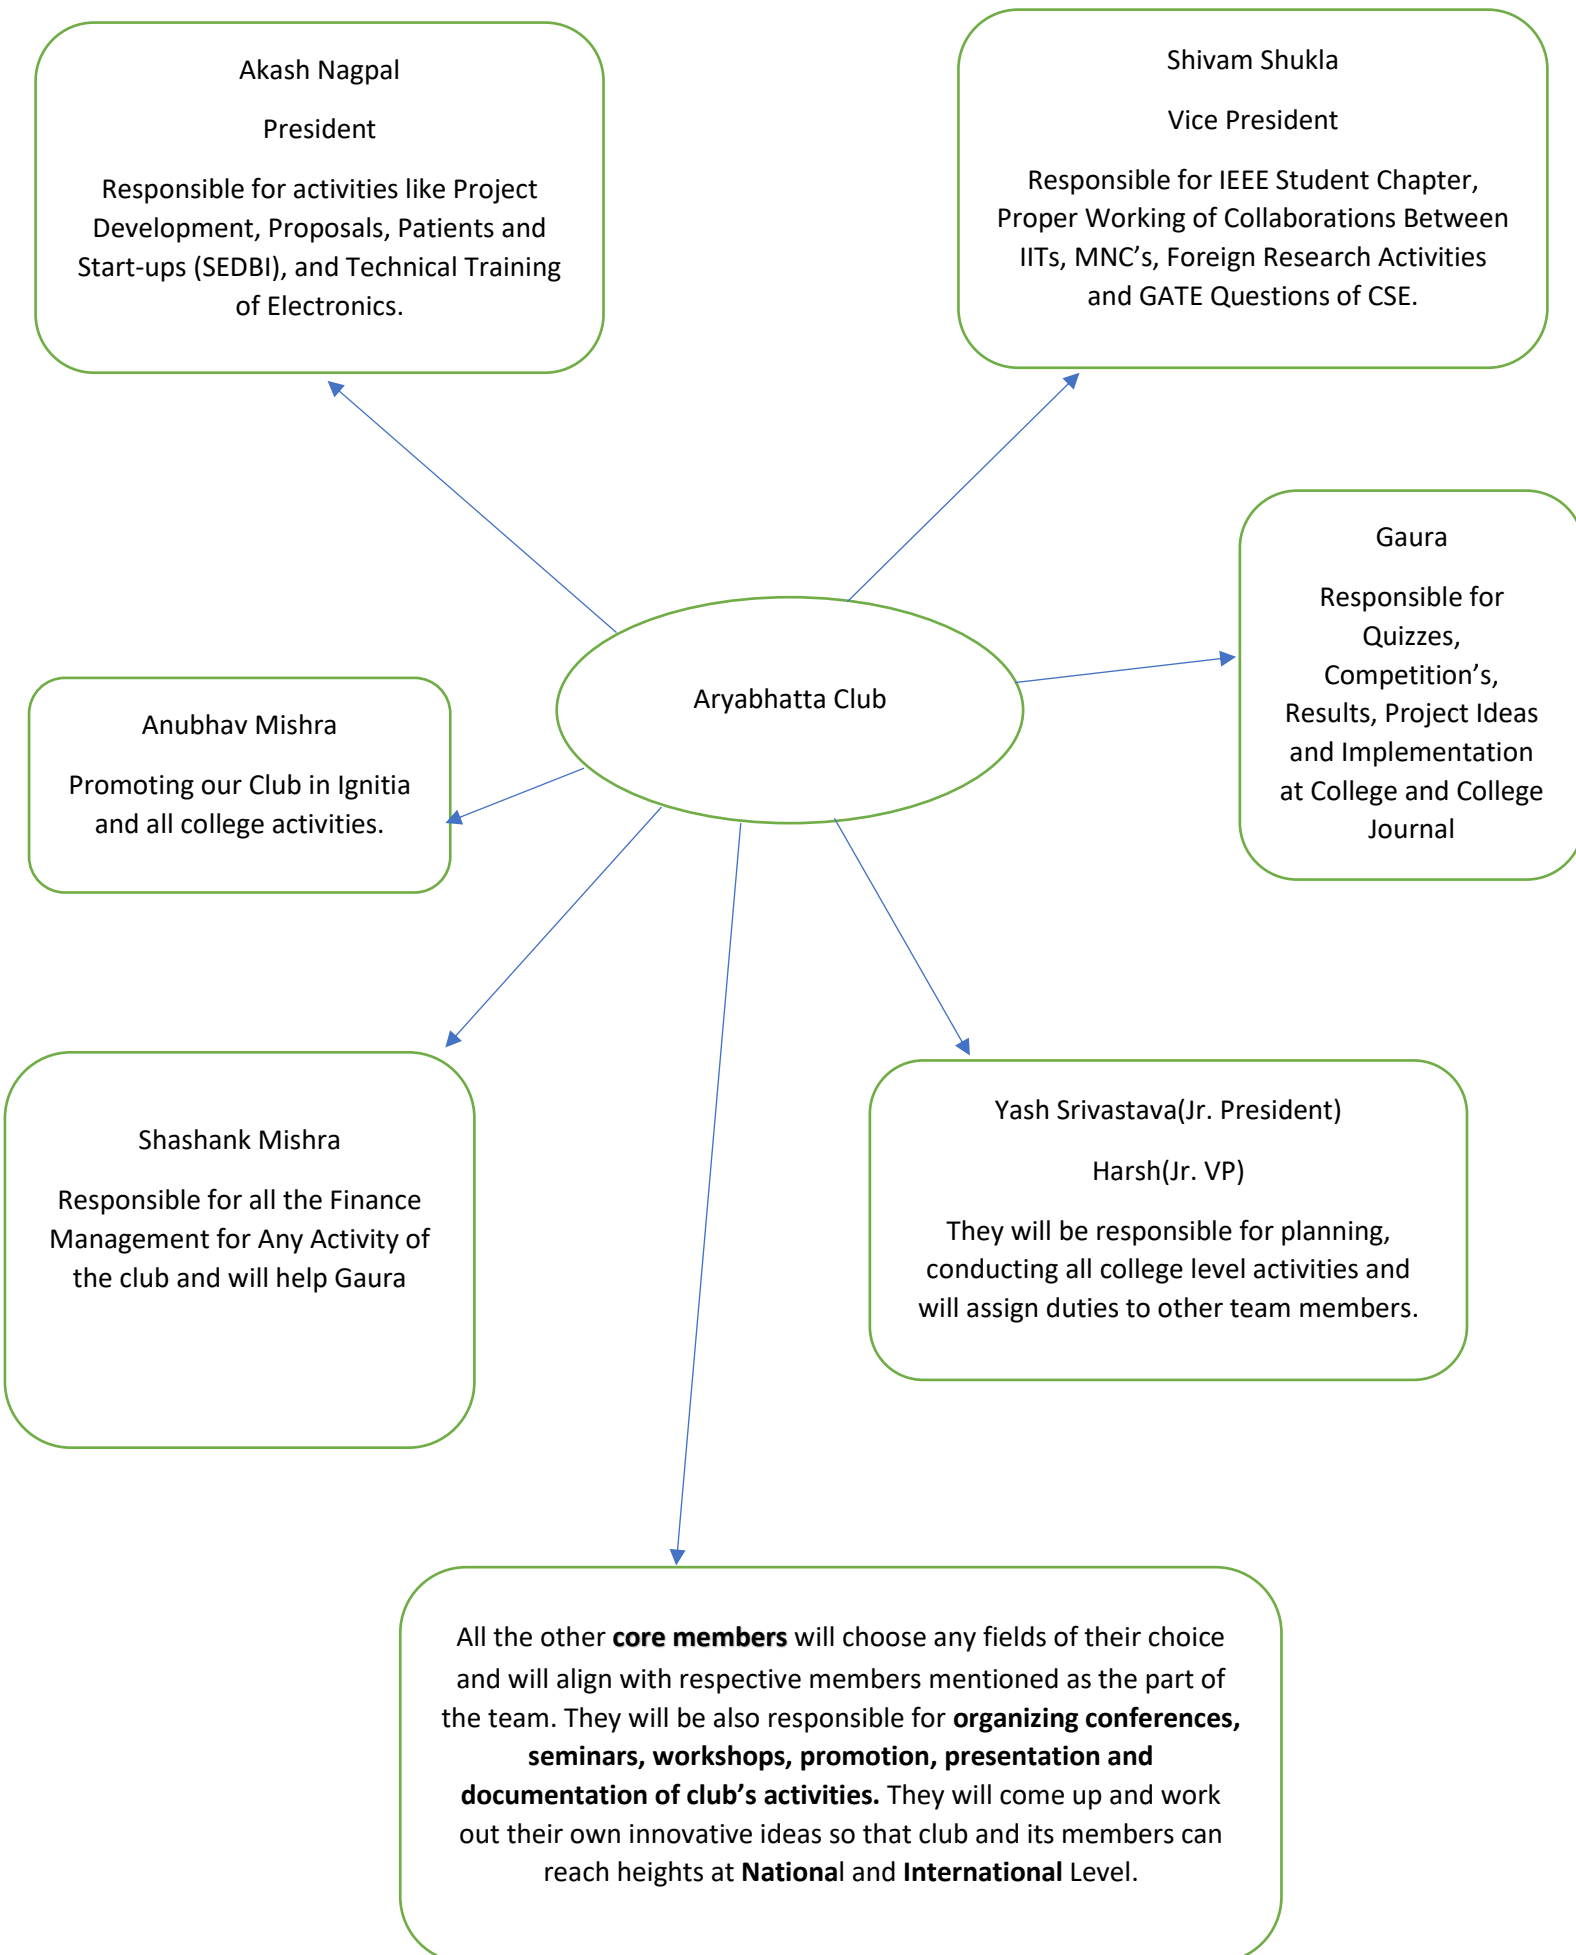 Akash Nagpal
President
Responsible for activities like Project
Development, Proposals, Patients and
Start-ups (SEDBI), and Technical Training
of Electronics.
Shivam Shukla
Vice President
Responsible for IEEE Student Chapter,
Proper Working of Collaborations Between
IITs, MNC’s, Foreign Research Activities
and GATE Questions of CSE.
Gaura
Responsible for
Quizzes,
Competition’s,
Results, Project Ideas
and Implementation
at College and College
Journal
Aryabhatta Club
Anubhav Mishra
Promoting our Club in Ignitia
and all college activities.
Shashank Mishra
Responsible for all the Finance
Management for Any Activity of
the club and will help Gaura
Yash Srivastava(Jr. President)
Harsh(Jr. VP)
They will be responsible for planning,
conducting all college level activities and
will assign duties to other team members.
All the other core members will choose any fields of their choice
and will align with respective members mentioned as the part of
the team. They will be also responsible for organizing conferences,
seminars, workshops, promotion, presentation and
documentation of club’s activities. They will come up and work
out their own innovative ideas so that club and its members can
reach heights at National and International Level.